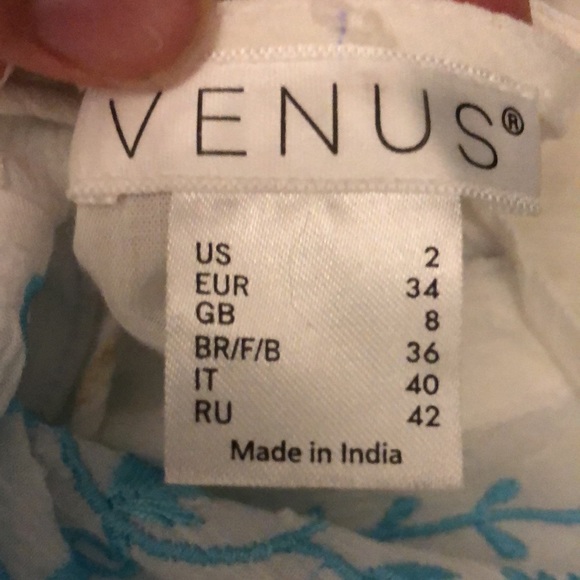 VENUS®
US 2
EUR 34
GB 8
BR/F/B 36
IT 40
RU 42
Made in India